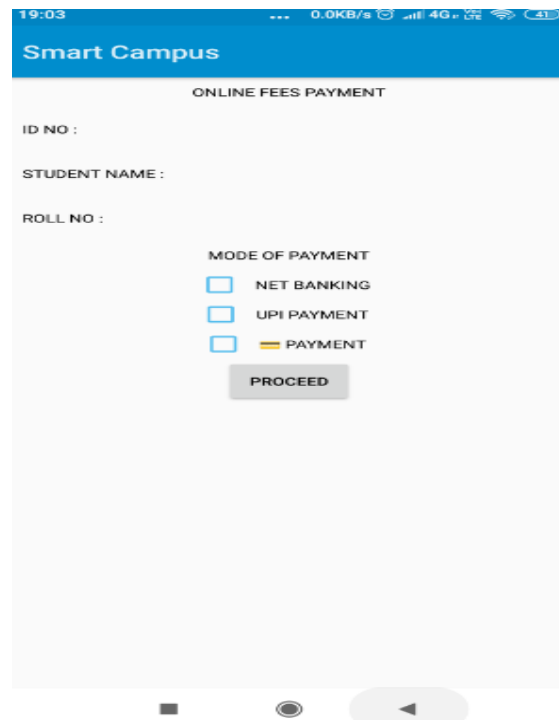 19:03 ... 0.0KB/s 4G+ VoLTE 41
Smart Campus
ONLINE FEES PAYMENT
ID NO :
STUDENT NAME :
ROLL NO :
MODE OF PAYMENT
NET BANKING
UPI PAYMENT
💳 PAYMENT
PROCEED